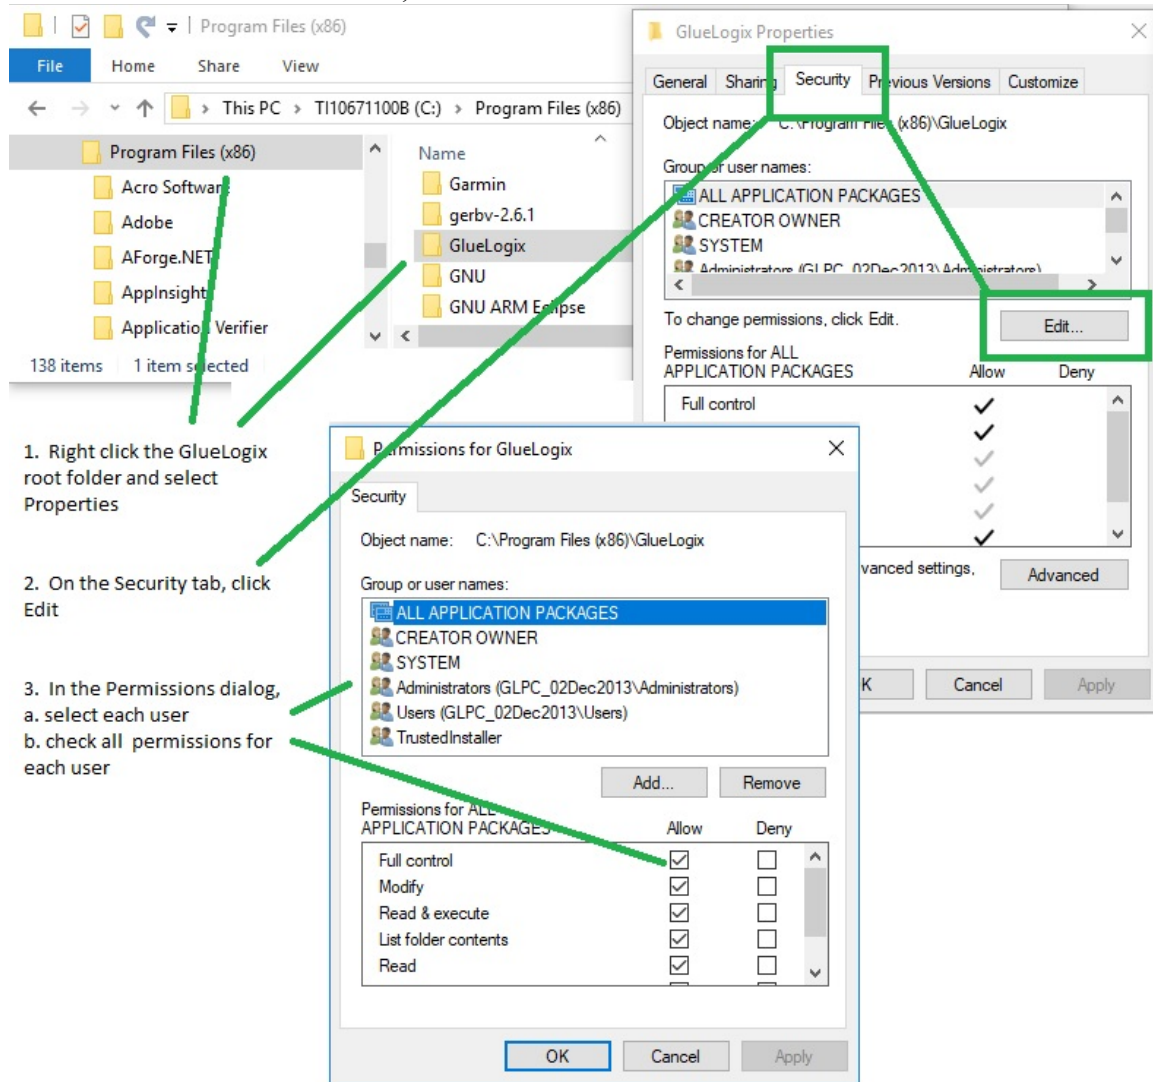 Program Files (x86)
File Home Share View
This PC > TI10671100B (C:) > Program Files (x86)
Program Files (x86)
Acro Software
Adobe
AForge.NET
AppInsights
Application Verifier
Name
Garmin
gerbv-2.6.1
GlueLogix
GNU
GNU ARM Eclipse
138 items 1 item selected
GlueLogix Properties
General Sharing Security Previous Versions Customize
Object name: C:\Program Files (x86)\GlueLogix
Group or user names:
ALL APPLICATION PACKAGES
CREATOR OWNER
SYSTEM
Administrators (GLPC_02Dec2013\Administrators)
To change permissions, click Edit.
Edit...
Permissions for ALL
APPLICATION PACKAGES Allow Deny
Full control
vanced settings,
Advanced
K Cancel Apply
1. Right click the GlueLogix
root folder and select
Properties
2. On the Security tab, click
Edit
3. In the Permissions dialog,
a. select each user
b. check all permissions for
each user
Permissions for GlueLogix
Security
Object name: C:\Program Files (x86)\GlueLogix
Group or user names:
ALL APPLICATION PACKAGES
CREATOR OWNER
SYSTEM
Administrators (GLPC_02Dec2013\Administrators)
Users (GLPC_02Dec2013\Users)
TrustedInstaller
Add... Remove
Permissions for ALL
APPLICATION PACKAGES Allow Deny
Full control
Modify
Read & execute
List folder contents
Read
OK Cancel Apply